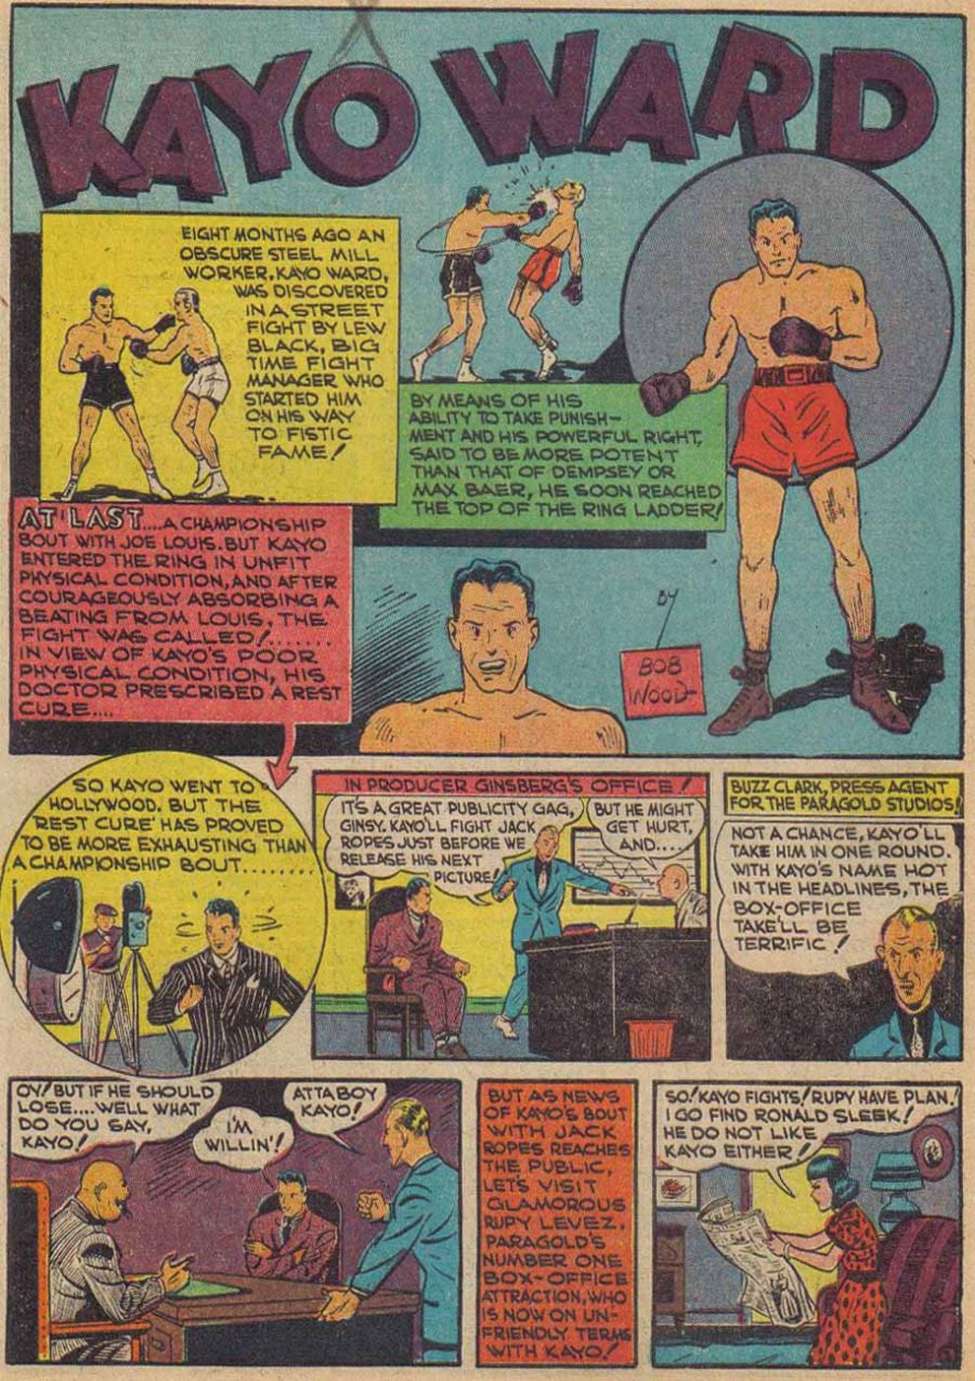 KAYO WARD
EIGHT MONTHS AGO AN
OBSCURE STEEL MILL
WORKER, KAYO WARD,
WAS DISCOVERED
IN A STREET
FIGHT BY LEW
BLACK, BIG
TIME FIGHT
MANAGER WHO
STARTED HIM
ON HIS WAY
TO FISTIC
FAME!
BY MEANS OF HIS
ABILITY TO TAKE PUNISH-
MENT AND HIS POWERFUL RIGHT,
SAID TO BE MORE POTENT
THAN THAT OF DEMPSEY OR
MAX BAER, HE SOON REACHED
THE TOP OF THE RING LADDER!
AT LAST....A CHAMPIONSHIP
BOUT WITH JOE LOUIS. BUT KAYO
ENTERED THE RING IN UNFIT
PHYSICAL CONDITION, AND AFTER
COURAGEOUSLY ABSORBING A
BEATING FROM LOUIS, THE
FIGHT WAS CALLED!.......
IN VIEW OF KAYO'S POOR
PHYSICAL CONDITION, HIS
DOCTOR PRESCRIBED A REST
CURE....
BY
BOB
WOOD
SO KAYO WENT TO
HOLLYWOOD. BUT THE
'REST CURE' HAS PROVED
TO BE MORE EXHAUSTING THAN
A CHAMPIONSHIP BOUT.........
IN PRODUCER GINSBERG'S OFFICE!
IT'S A GREAT PUBLICITY GAG,
GINSY. KAYO'LL FIGHT JACK
ROPES JUST BEFORE WE
RELEASE HIS NEXT
PICTURE!
BUT HE MIGHT
GET HURT,
AND....
BUZZ CLARK, PRESS AGENT
FOR THE PARAGOLD STUDIOS!
NOT A CHANCE, KAYO'LL
TAKE HIM IN ONE ROUND.
WITH KAYO'S NAME HOT
IN THE HEADLINES, THE
BOX-OFFICE
TAKE'LL BE
TERRIFIC!
OY! BUT IF HE SHOULD
LOSE....WELL WHAT
DO YOU SAY,
KAYO!
I'M
WILLIN'!
ATTA BOY
KAYO!
BUT AS NEWS
OF KAYO'S BOUT
WITH JACK
ROPES REACHES
THE PUBLIC,
LET'S VISIT
GLAMOROUS
RUPY LEVEZ,
PARAGOLD'S
NUMBER ONE
BOX-OFFICE
ATTRACTION, WHO
IS NOW ON UN-
FRIENDLY TERMS
WITH KAYO!
SO! KAYO FIGHTS! RUPY HAVE PLAN!
I GO FIND RONALD SLEEK!
HE DO NOT LIKE
KAYO EITHER!